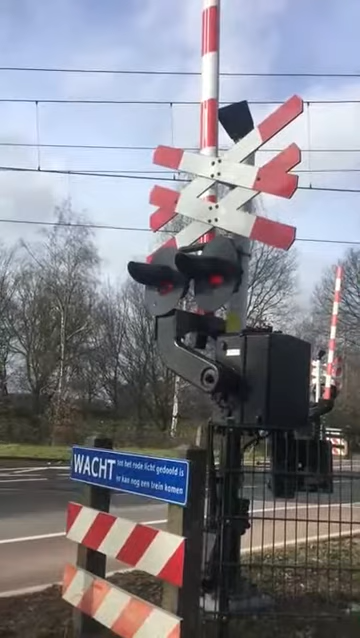 WACHT tot het rode licht gedoofd is
er kan nog een trein komen